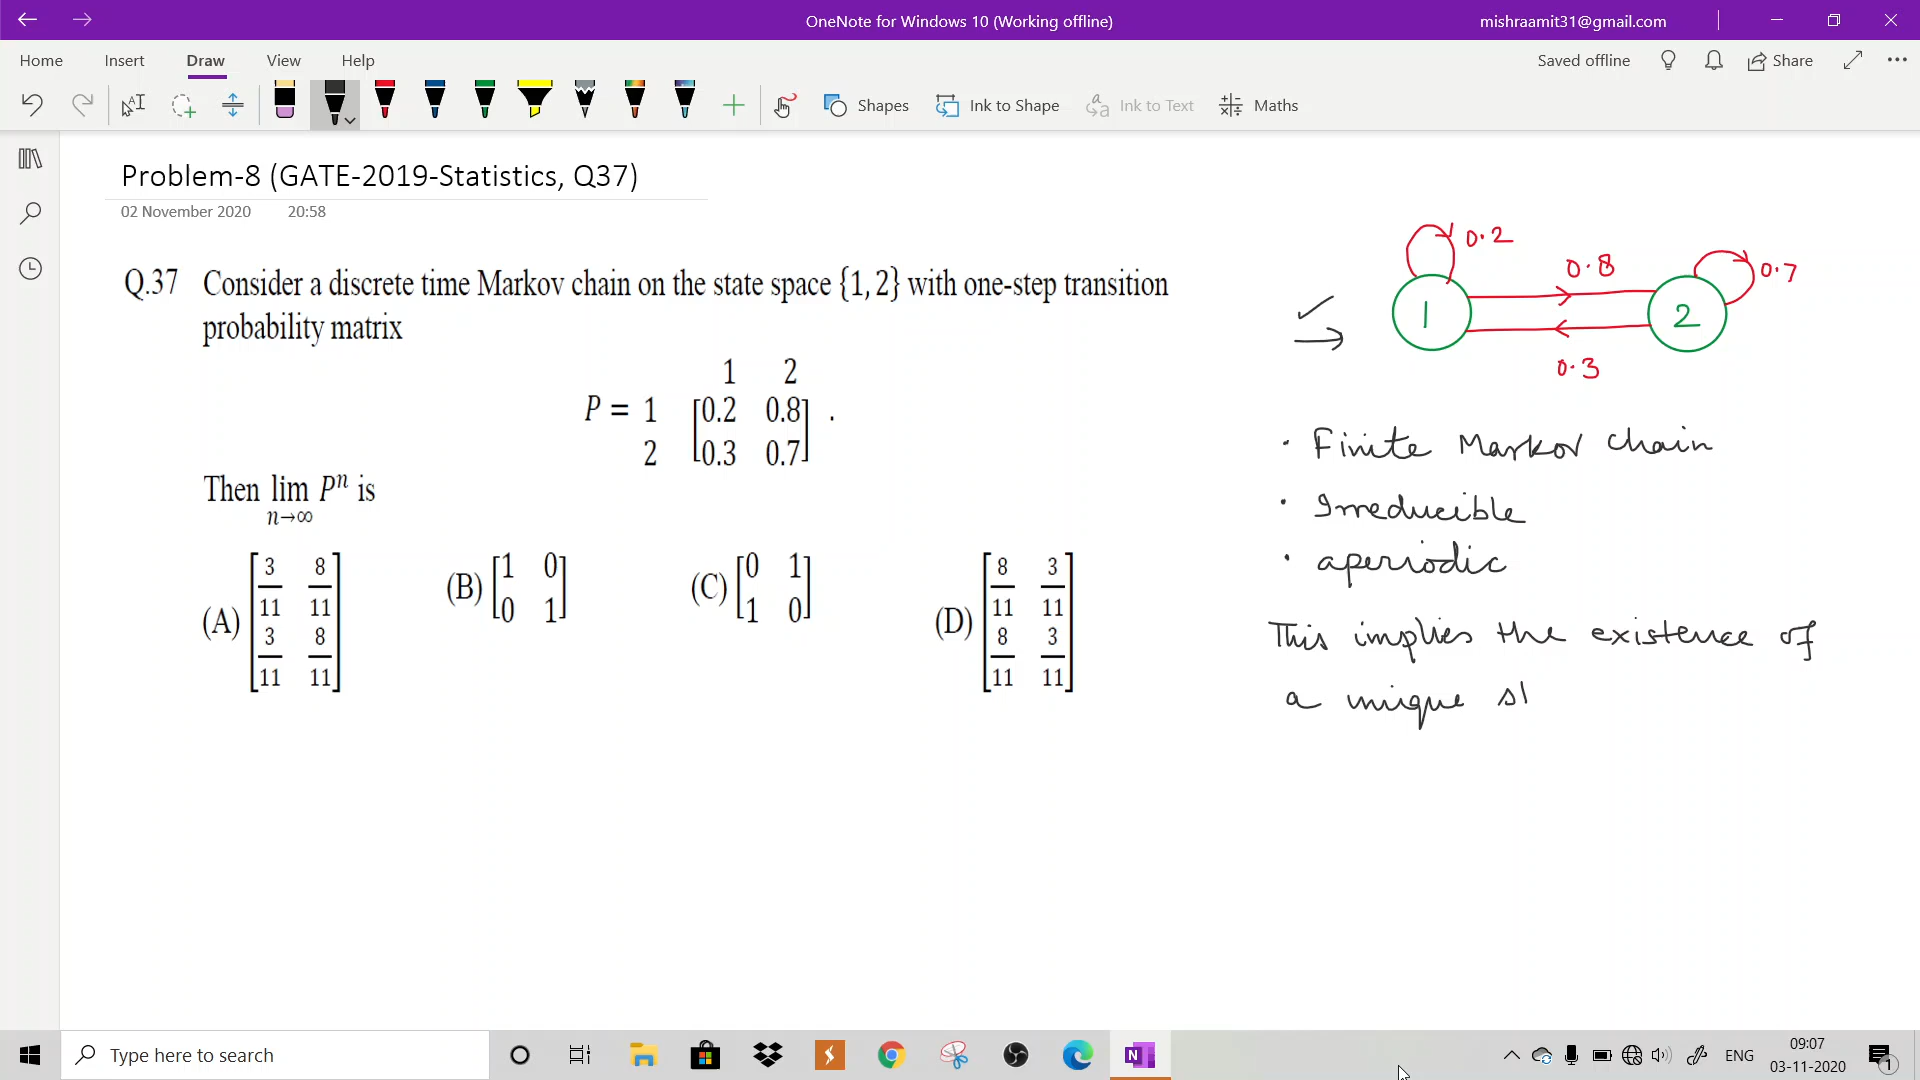 OneNote for Windows 10 (Working offline)
mishraamit31@gmail.com
Home Insert Draw View Help
Saved offline
Share
Shapes
Ink to Shape
Ink to Text
Maths
Problem-8 (GATE-2019-Statistics, Q37)
02 November 2020 20:58
Q.37 Consider a discrete time Markov chain on the state space {1, 2} with one-step transition
probability matrix
1 2
P = 1 [0.2 0.8] .
2 [0.3 0.7]
Then lim Pⁿ is
n→∞
(A) [3/11 8/11
3/11 8/11]
(B) [1 0
0 1]
(C) [0 1
1 0]
(D) [8/11 3/11
8/11 3/11]
0.2
0.8
0.7
1
2
0.3
· Finite Markov chain
· Irreducible
· aperiodic
This implies the existence of
a unique
Type here to search
ENG
09:07
03-11-2020
1